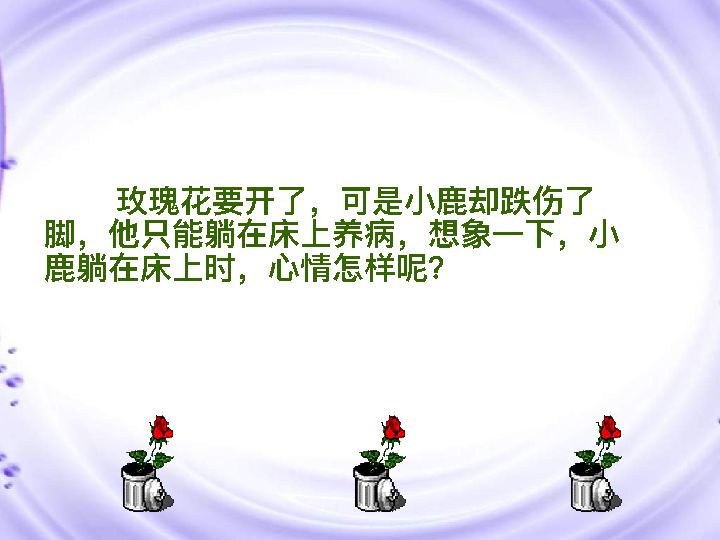 玫瑰花要开了，可是小鹿却跌伤了
脚，他只能躺在床上养病，想象一下，小
鹿躺在床上时，心情怎样呢？